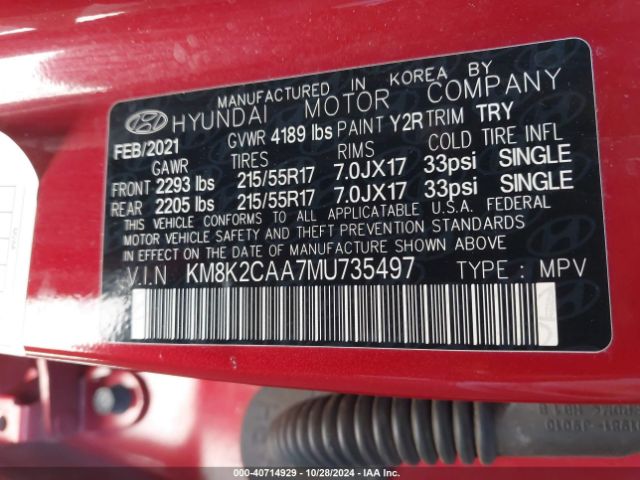 MANUFACTURED IN KOREA BY
HYUNDAI MOTOR COMPANY
FEB/2021 GVWR 4189 lbs PAINT Y2R TRIM TRY
GAWR TIRES RIMS COLD TIRE INFL
FRONT 2293 lbs 215/55R17 7.0JX17 33psi SINGLE
REAR 2205 lbs 215/55R17 7.0JX17 33psi SINGLE
THIS VEHICLE CONFORMS TO ALL APPLICABLE U.S.A. FEDERAL
MOTOR VEHICLE SAFETY AND THEFT PREVENTION STANDARDS
IN EFFECT ON THE DATE OF MANUFACTURE SHOWN ABOVE
V.I.N KM8K2CAA7MU735497 TYPE : MPV
000-40714929 - 10/28/2024 - IAA Inc.